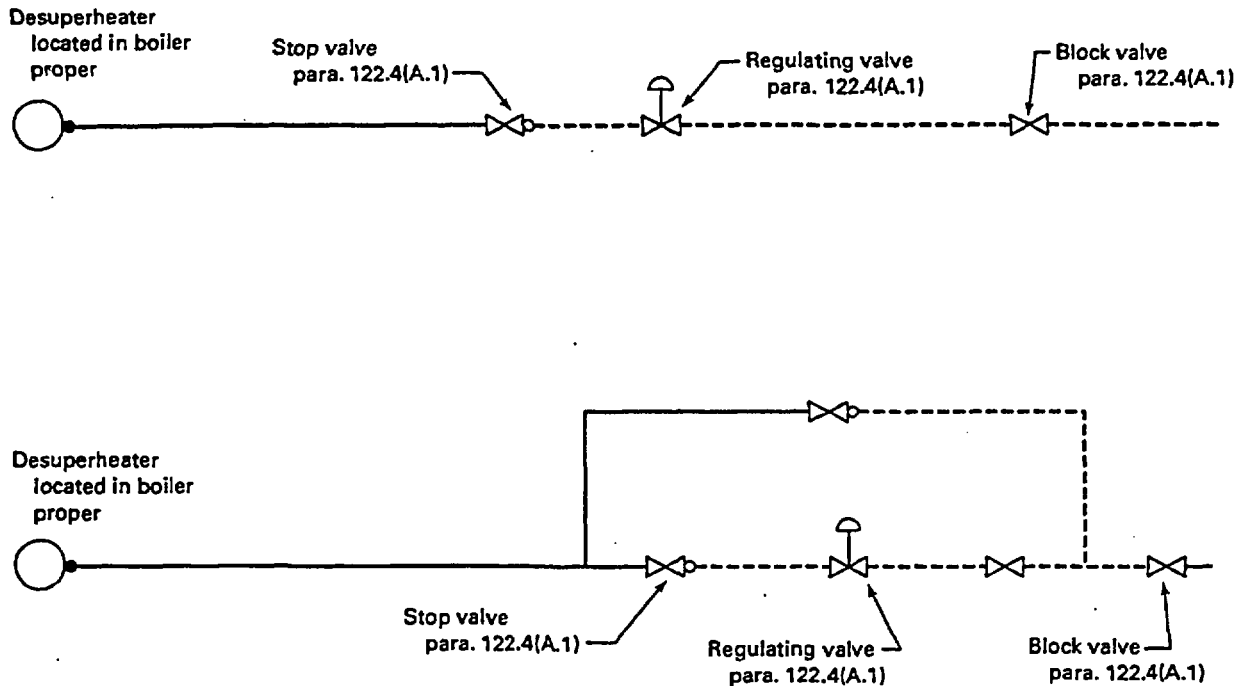 Desuperheater
located in boiler
proper
Stop valve
para. 122.4(A.1)
Regulating valve
para. 122.4(A.1)
Block valve
para. 122.4(A.1)
Desuperheater
located in boiler
proper
Stop valve
para. 122.4(A.1)
Regulating valve
para. 122.4(A.1)
Block valve
para. 122.4(A.1)